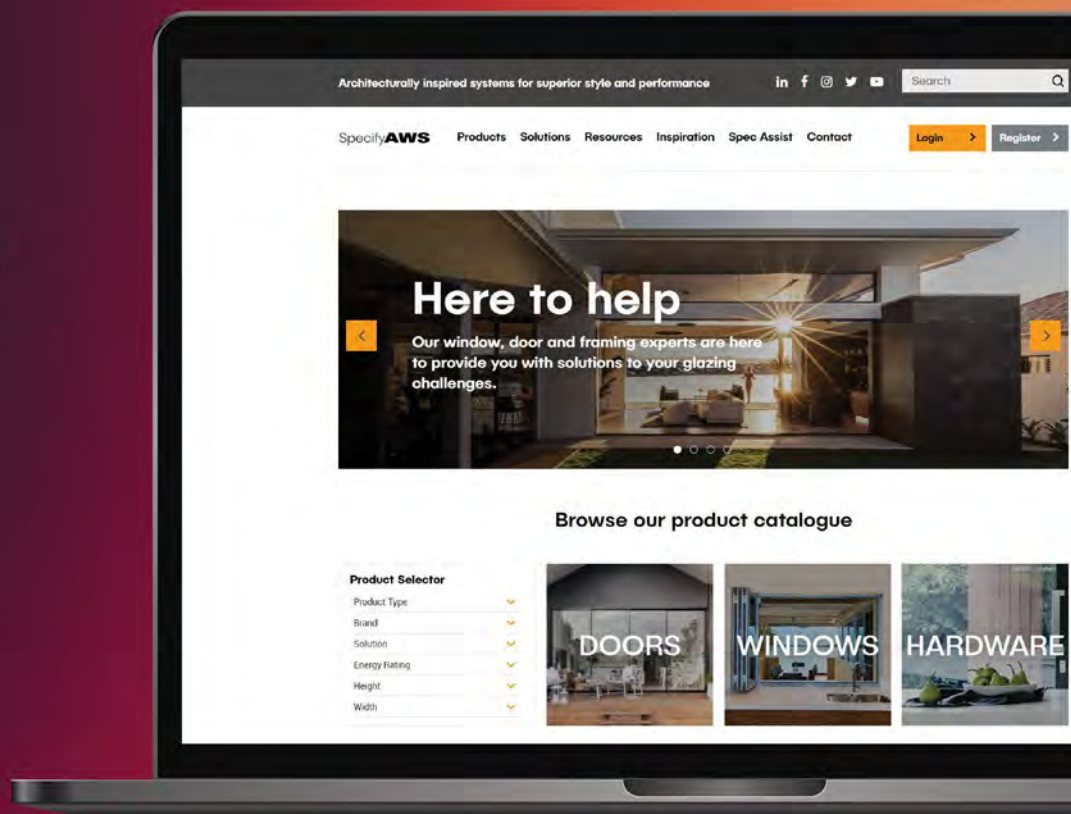 Architecturally inspired systems for superior style and performance
Search
SpecifyAWS
Products Solutions Resources Inspiration Spec Assist Contact
Login
Register
Here to help
Our window, door and framing experts are here
to provide you with solutions to your glazing
challenges.
Browse our product catalogue
Product Selector
Product Type
Brand
Solution
Energy Rating
Height
Width
DOORS
WINDOWS
HARDWARE